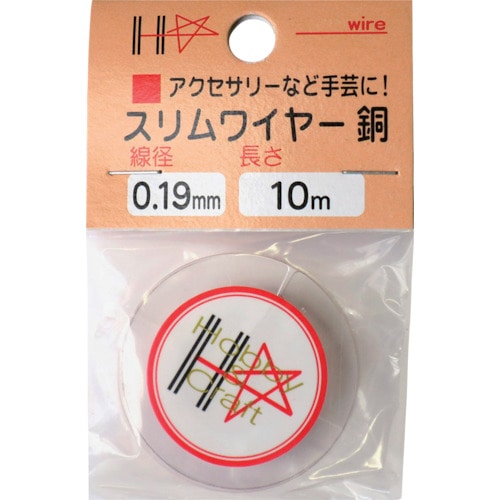 wire
アクセサリーなど手芸に!
スリムワイヤー 銅
線径 長さ
0.19mm 10m
Hobby
Craft